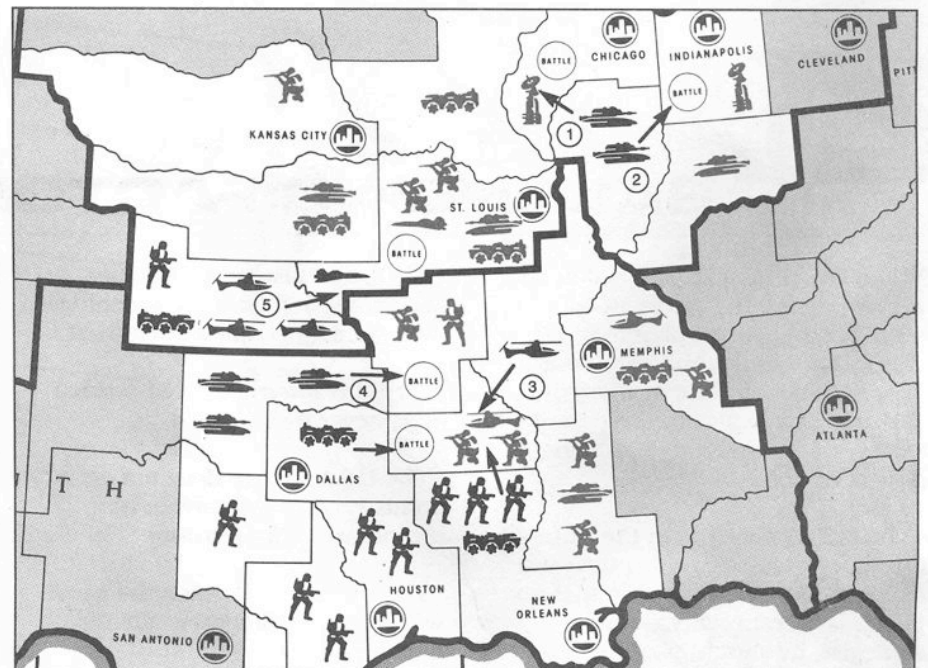 CHICAGO
INDIANAPOLIS
CLEVELAND
PITT
BATTLE
BATTLE
1
2
KANSAS CITY
ST. LOUIS
BATTLE
5
MEMPHIS
BATTLE
4
3
BATTLE
ATLANTA
T H
DALLAS
HOUSTON
NEW
ORLEANS
SAN ANTONIO